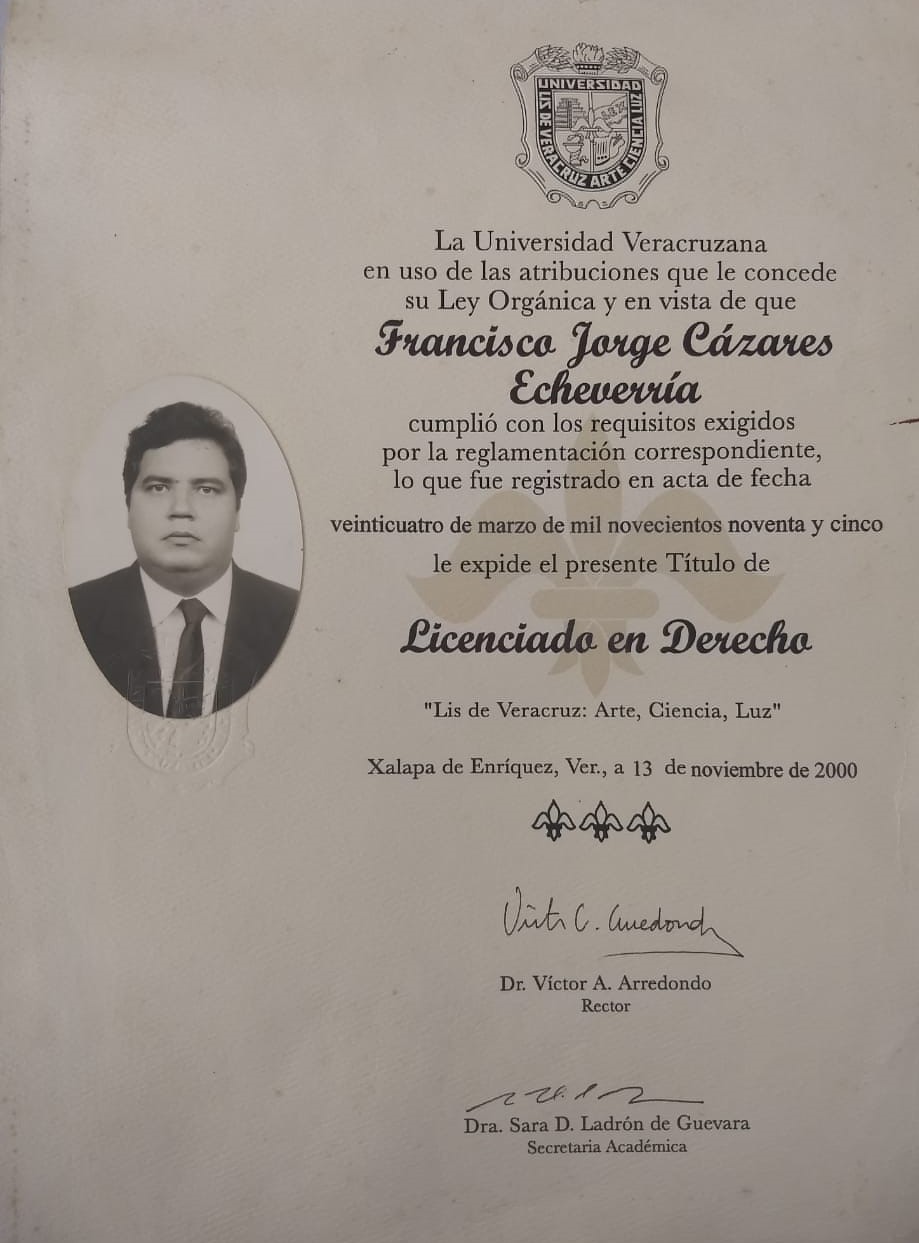 UNIVERSIDAD
LIS DE VERACRUZ ARTE CIENCIA LUZ
LEX
La Universidad Veracruzana
en uso de las atribuciones que le concede
su Ley Orgánica y en vista de que
Francisco Jorge Cázares
Echeverría
cumplió con los requisitos exigidos
por la reglamentación correspondiente,
lo que fue registrado en acta de fecha
veinticuatro de marzo de mil novecientos noventa y cinco
le expide el presente Título de
Licenciado en Derecho
"Lis de Veracruz: Arte, Ciencia, Luz"
Xalapa de Enríquez, Ver., a 13 de noviembre de 2000
Dr. Víctor A. Arredondo
Rector
Dra. Sara D. Ladrón de Guevara
Secretaria Académica